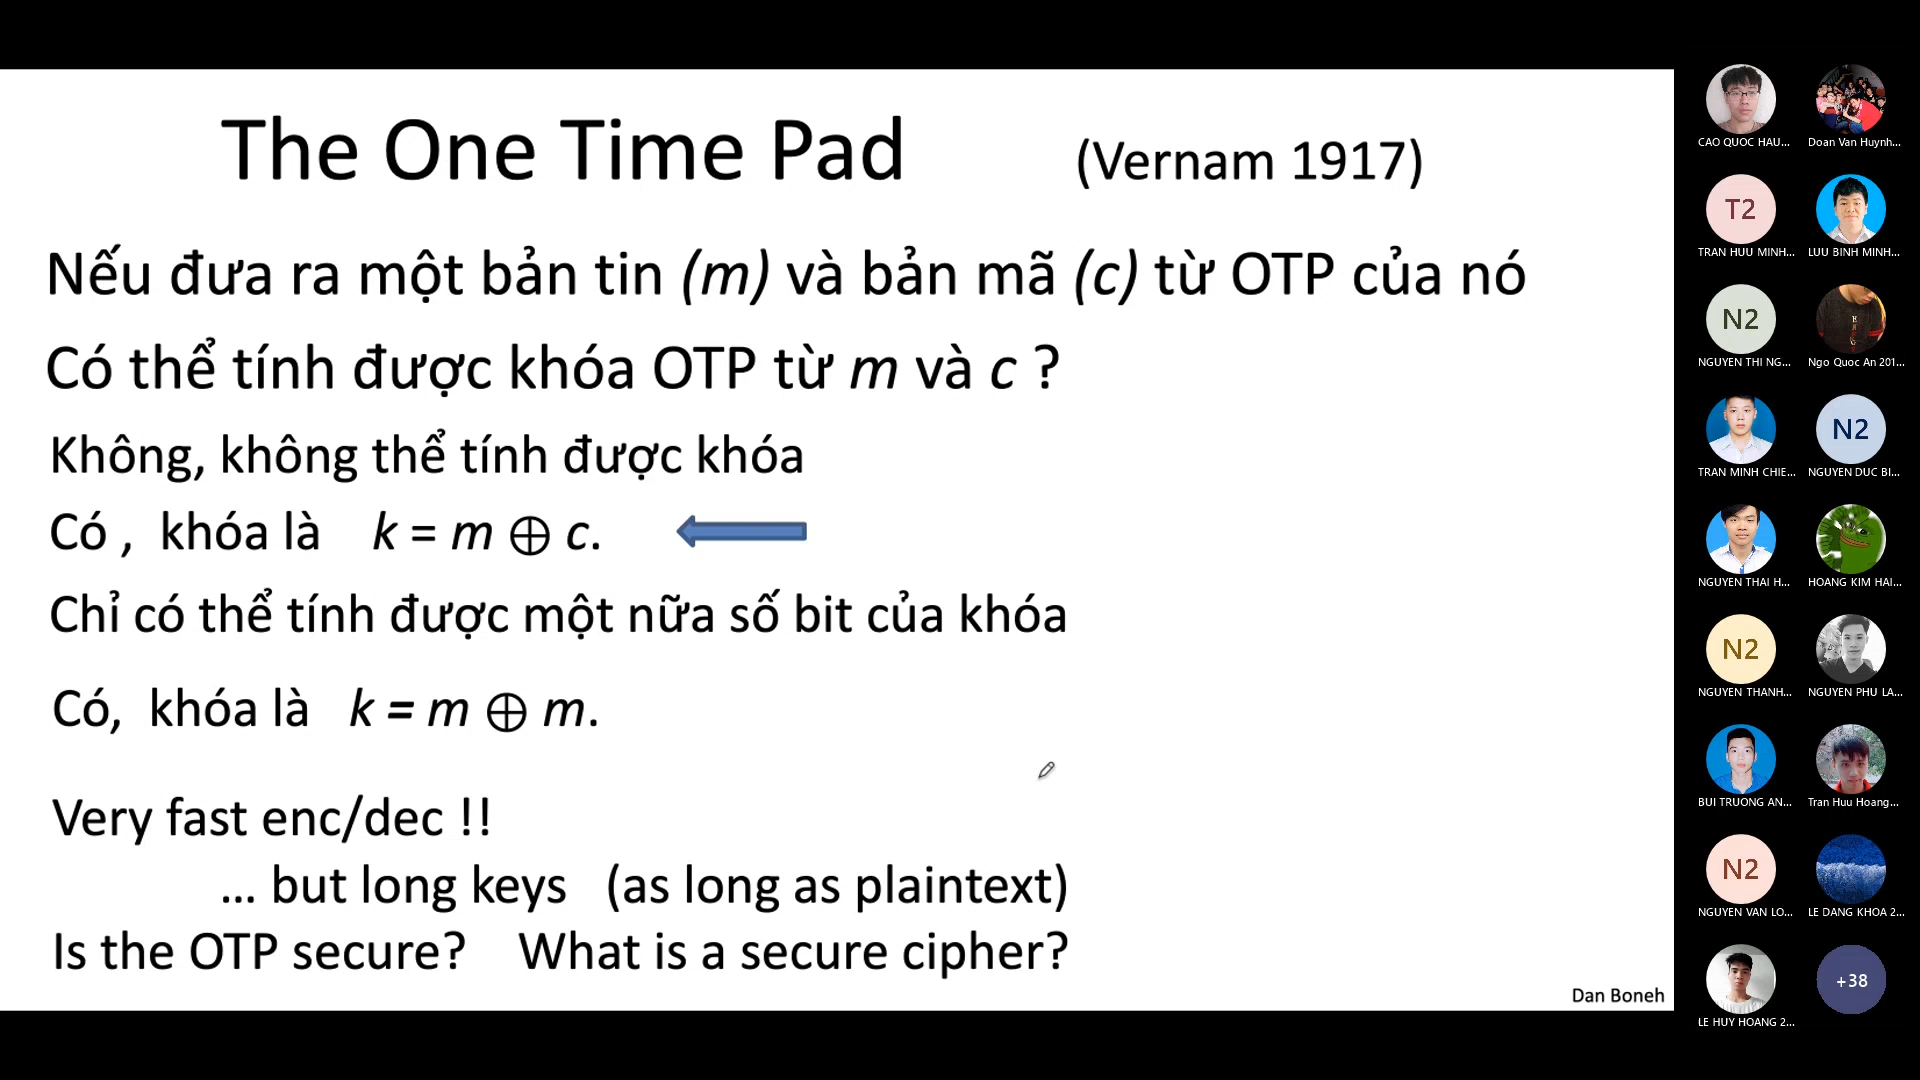 The One Time Pad (Vernam 1917)
Nếu đưa ra một bản tin (m) và bản mã (c) từ OTP của nó
Có thể tính được khóa OTP từ m và c ?
Không, không thể tính được khóa
Có , khóa là k = m ⊕ c.
Chỉ có thể tính được một nữa số bit của khóa
Có, khóa là k = m ⊕ m.
Very fast enc/dec !!
... but long keys (as long as plaintext)
Is the OTP secure? What is a secure cipher?
Dan Boneh
CAO QUOC HAU...
Doan Van Huynh...
T2
TRAN HUU MINH...
LUU BINH MINH...
N2
NGUYEN THI NG...
Ngo Quoc An 201...
TRAN MINH CHIE...
N2
NGUYEN DUC BI...
NGUYEN THAI H...
HOANG KIM HAI...
N2
NGUYEN THANH...
NGUYEN PHU LA...
BUI TRUONG AN...
Tran Huu Hoang...
N2
NGUYEN VAN LO...
LE DANG KHOA 2...
LE HUY HOANG 2...
+38